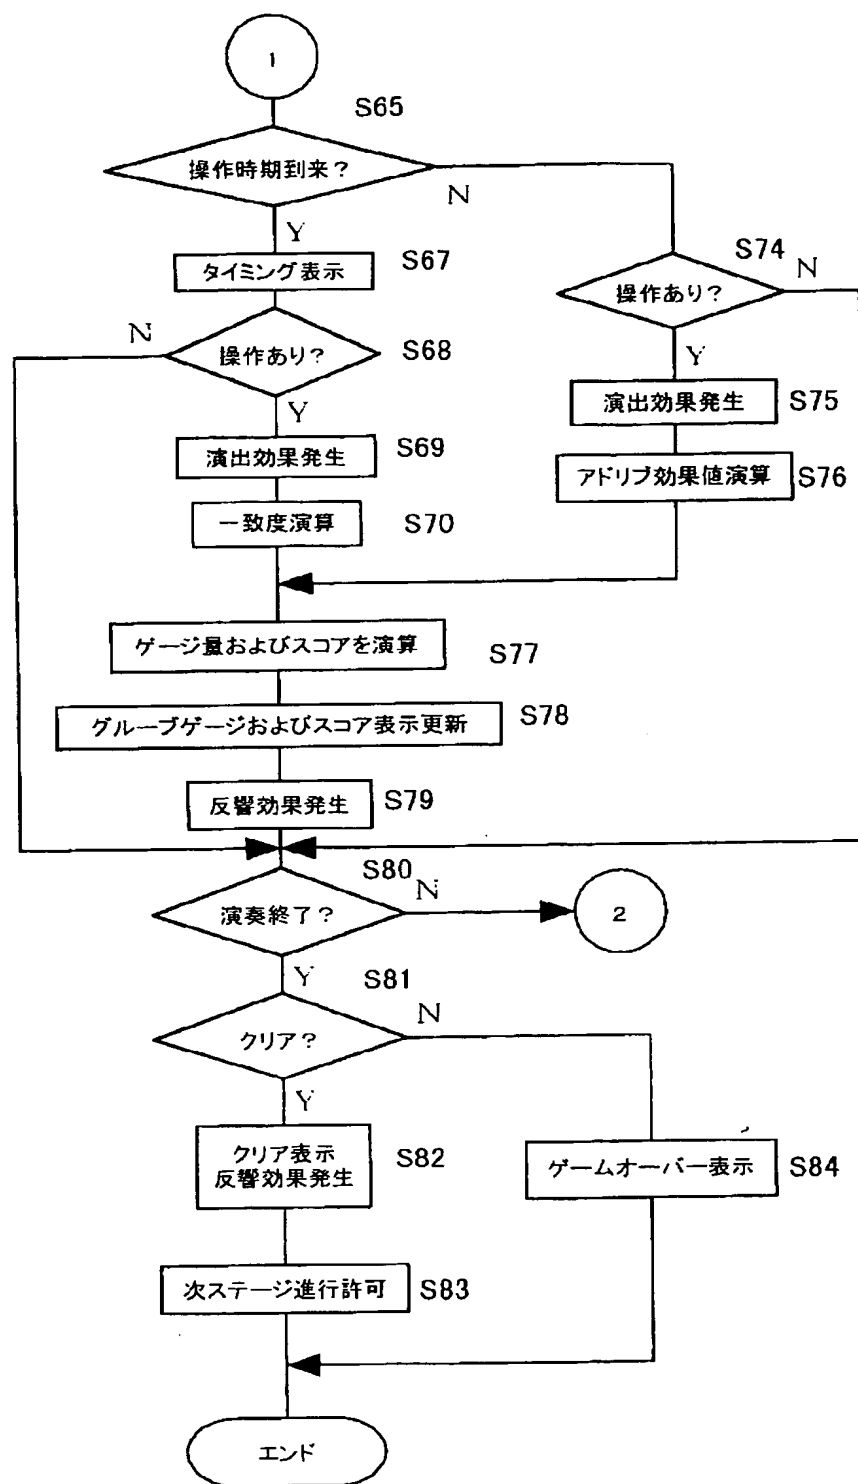 1
S65
操作時期到来?
N
Y
タイミング表示
S67
S74
N
操作あり?
N
操作あり?
S68
Y
Y
演出効果発生
S75
演出効果発生
S69
アドリブ効果値演算
S76
一致度演算
S70
ゲージ量およびスコアを演算
S77
グルーブゲージおよびスコア表示更新
S78
反響効果発生
S79
S80
演奏終了?
N
2
Y
S81
クリア?
N
Y
クリア表示
反響効果発生
S82
ゲームオーバー表示
S84
次ステージ進行許可
S83
エンド